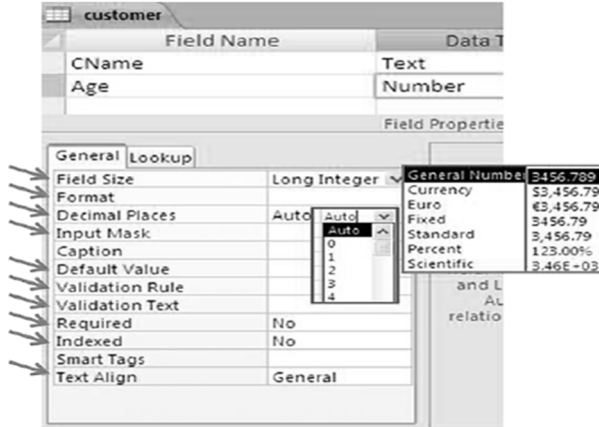 customer
Field Name Data T
CName Text
Age Number
Field Propertie
General Lookup
Field Size Long Integer
Format
Decimal Places Auto
Input Mask
Caption
Default Value
Validation Rule
Validation Text
Required No
Indexed No
Smart Tags
Text Align General
Auto
Auto
0
1
2
3
4
General Number 3456.789
Currency $3,456.79
Euro €3,456.79
Fixed 3456.79
Standard 3,456.79
Percent 123.00%
Scientific 3.46E+03
and L
Au
relatio